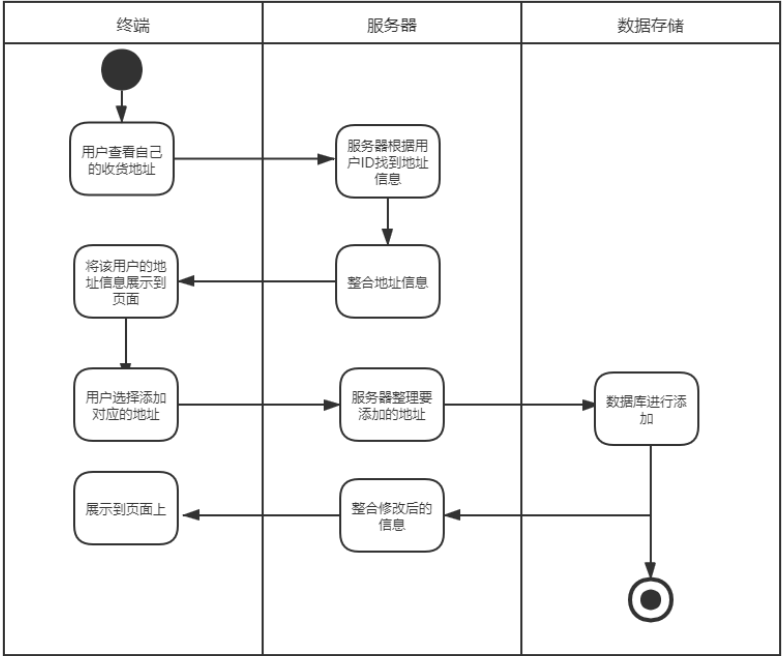 终端
服务器
数据存储
用户查看自己
的收货地址
服务器根据用
户ID找到地址
信息
将该用户的地
址信息展示到
页面
整合地址信息
用户选择添加
对应的地址
服务器整理要
添加的地址
数据库进行添
加
展示到页面上
整合修改后的
信息